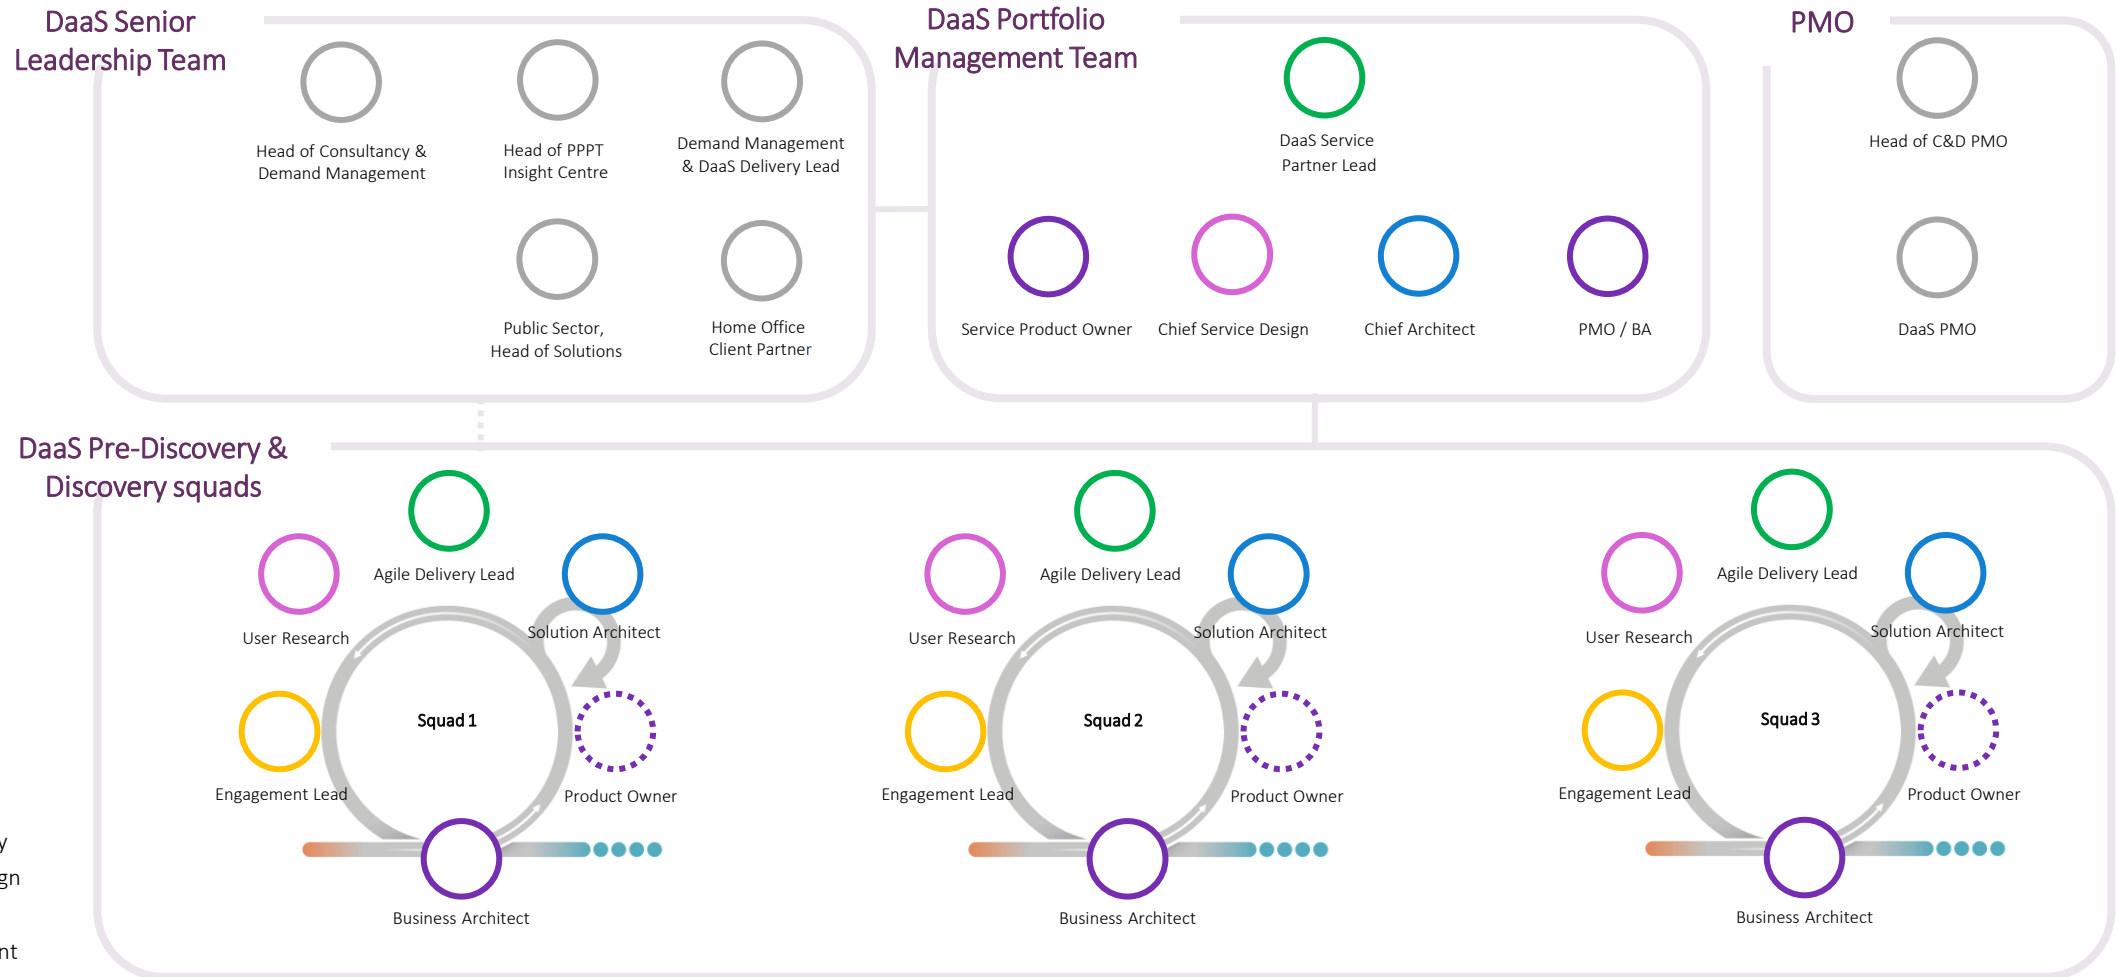 DaaS Senior
Leadership Team
Head of Consultancy &
Demand Management
Head of PPPT
Insight Centre
Demand Management
& DaaS Delivery Lead
Public Sector,
Head of Solutions
Home Office
Client Partner
DaaS Portfolio
Management Team
DaaS Service
Partner Lead
Service Product Owner
Chief Service Design
Chief Architect
PMO / BA
PMO
Head of C&D PMO
DaaS PMO
DaaS Pre-Discovery &
Discovery squads
Agile Delivery Lead
User Research
Solution Architect
Squad 1
Engagement Lead
Product Owner
Business Architect
Agile Delivery Lead
User Research
Solution Architect
Squad 2
Engagement Lead
Product Owner
Business Architect
Agile Delivery Lead
User Research
Solution Architect
Squad 3
Engagement Lead
Product Owner
Business Architect